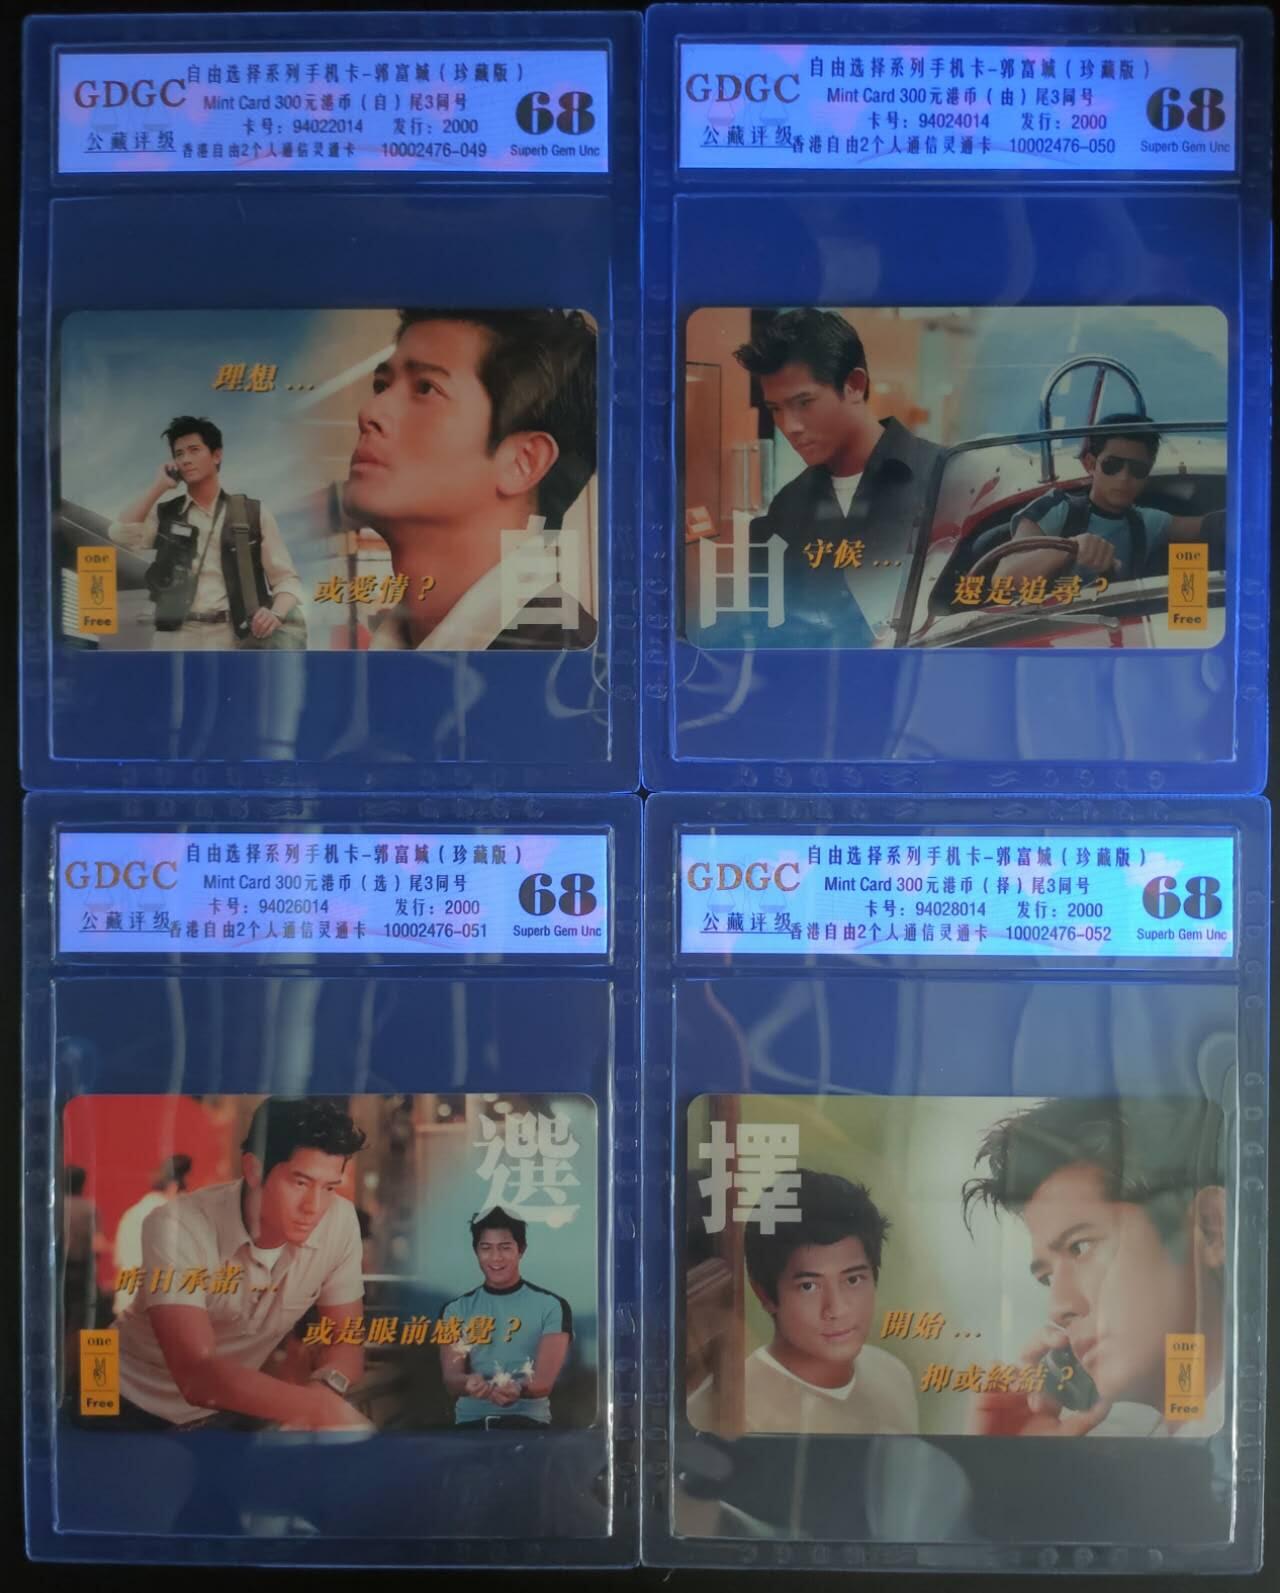 GDGC
公藏评级
自由选择系列手机卡-郭富城（珍藏版）
Mint Card 300元港币（自）尾3同号
卡号：94022014 发行：2000
香港自由2个人通信灵通卡 10002476-049
68
Superb Gem Unc
理想...
或愛情？
自
one
Free
GDGC
公藏评级
自由选择系列手机卡-郭富城（珍藏版）
Mint Card 300元港币（由）尾3同号
卡号：94024014 发行：2000
香港自由2个人通信灵通卡 10002476-050
68
Superb Gem Unc
由
守候...
還是追尋？
one
Free
GDGC
公藏评级
自由选择系列手机卡-郭富城（珍藏版）
Mint Card 300元港币（选）尾3同号
卡号：94026014 发行：2000
香港自由2个人通信灵通卡 10002476-051
68
Superb Gem Unc
選
昨日承諾...
或是眼前感覺？
one
Free
GDGC
公藏评级
自由选择系列手机卡-郭富城（珍藏版）
Mint Card 300元港币（择）尾3同号
卡号：94028014 发行：2000
香港自由2个人通信灵通卡 10002476-052
68
Superb Gem Unc
擇
開始...
抑或終結？
one
Free